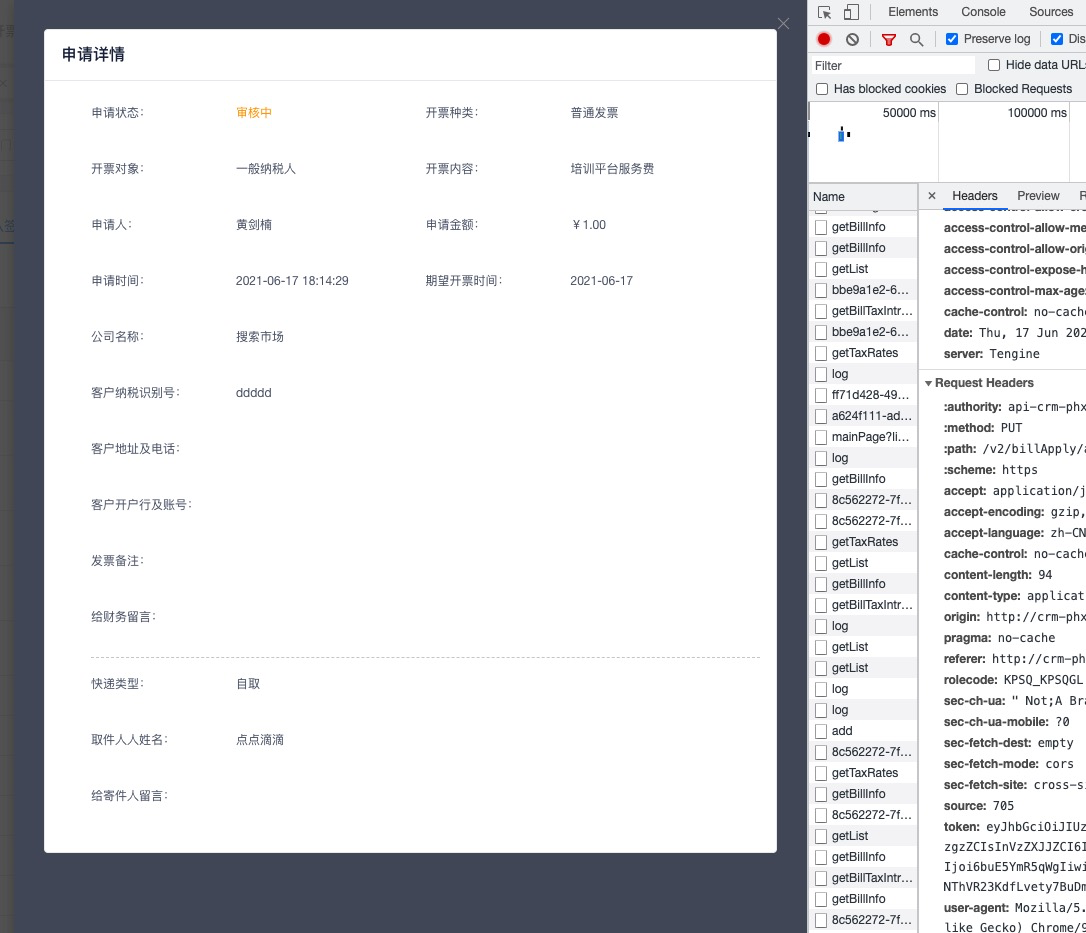 申请详情
申请状态： 审核中 开票种类： 普通发票
开票对象： 一般纳税人 开票内容： 培训平台服务费
申请人： 黄剑楠 申请金额： ￥1.00
申请时间： 2021-06-17 18:14:29 期望开票时间： 2021-06-17
公司名称： 搜索市场
客户纳税识别号： ddddd
客户地址及电话：
客户开户行及账号：
发票备注：
给财务留言：
快递类型： 自取
取件人人姓名： 点点滴滴
给寄件人留言：
Elements Console Sources
Preserve log Dis
Filter Hide data URL
Has blocked cookies Blocked Requests
50000 ms 100000 ms
Name
getBillInfo
getBillInfo
getList
bbe9a1e2-6...
getBillTaxIntr...
bbe9a1e2-6...
getTaxRates
log
ff71d428-49...
a624f111-ad...
mainPage?li...
log
getBillInfo
8c562272-7f...
8c562272-7f...
getTaxRates
getList
getBillInfo
getBillTaxIntr...
log
getList
getList
log
log
add
8c562272-7f...
getTaxRates
getBillInfo
8c562272-7f...
getList
getBillInfo
getBillTaxIntr...
getBillInfo
8c562272-7f...
× Headers Preview R
access-control-allow-me
access-control-allow-ori
access-control-expose-h
access-control-max-age:
cache-control: no-cach
date: Thu, 17 Jun 202
server: Tengine
Request Headers
:authority: api-crm-phx
:method: PUT
:path: /v2/billApply/a
:scheme: https
accept: application/j
accept-encoding: gzip,
accept-language: zh-CN
cache-control: no-cach
content-length: 94
content-type: applicat
origin: http://crm-phx
pragma: no-cache
referer: http://crm-ph
rolecode: KPSQ_KPSQGL
sec-ch-ua: " Not;A Bra
sec-ch-ua-mobile: ?0
sec-fetch-dest: empty
sec-fetch-mode: cors
sec-fetch-site: cross-s
source: 705
token: eyJhbGciOiJIUz
zgzZCIsInVzZXJJZCI6I
Ijoi6buE5YmR5qWgIiwi
NThVR23KdfLvety7BuDm
user-agent: Mozilla/5.
like Gecko) Chrome/9